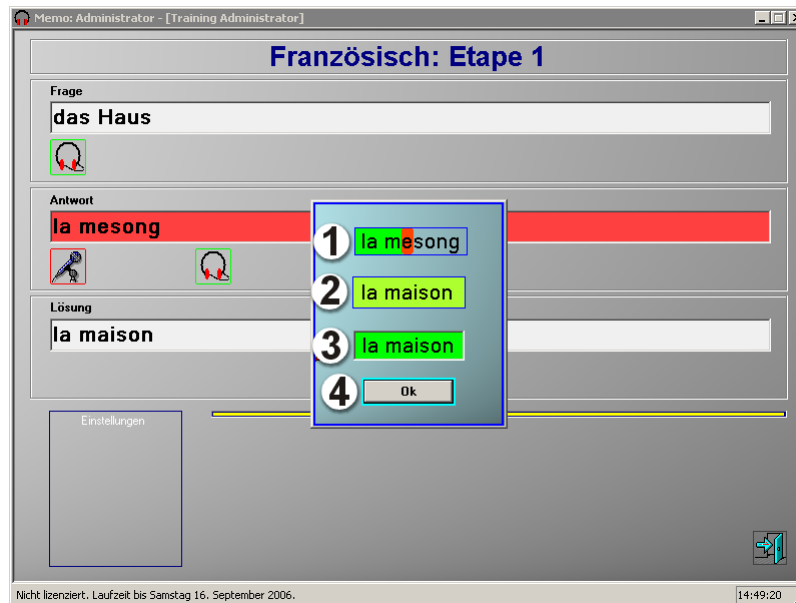 Memo: Administrator - [Training Administrator]
Französisch: Etape 1
Frage
das Haus
Antwort
la mesong
Lösung
la maison
1 la mesong
2 la maison
3 la maison
4 Ok
Einstellungen
Nicht lizenziert. Laufzeit bis Samstag 16. September 2006.
14:49:20